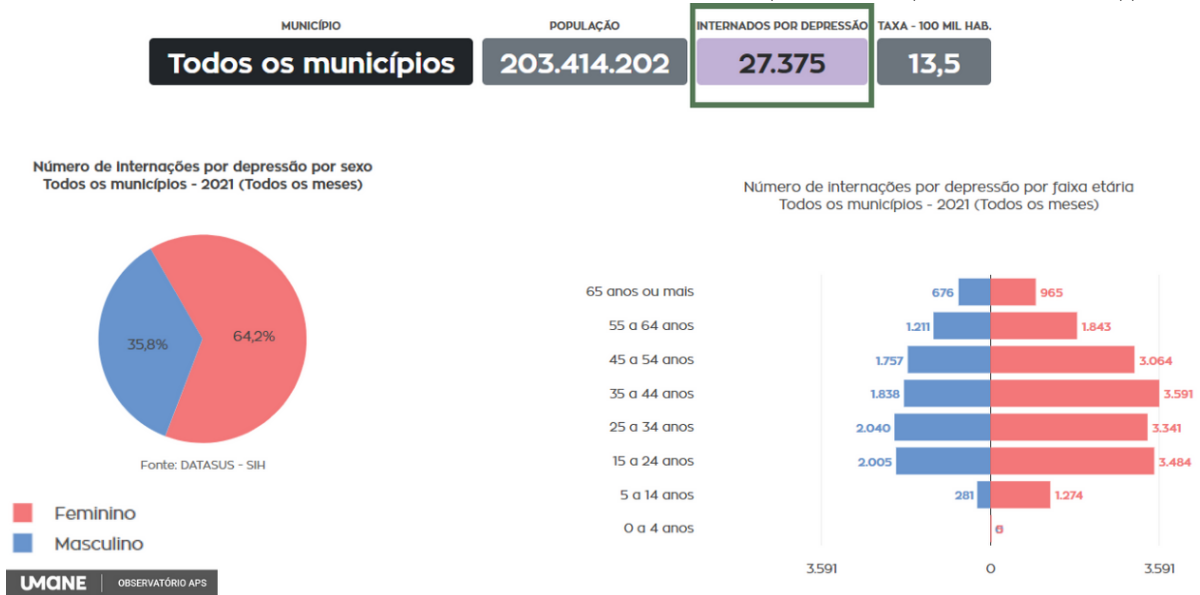 MUNICÍPIO
POPULAÇÃO
INTERNADOS POR DEPRESSÃO
TAXA - 100 MIL HAB.
Todos os municípios
203.414.202
27.375
13,5
Número de internações por depressão por sexo
Todos os municípios - 2021 (Todos os meses)
35,8%
64,2%
Fonte: DATASUS - SIH
Feminino
Masculino
UMANE
OBSERVATÓRIO APS
Número de internações por depressão por faixa etária
Todos os municípios - 2021 (Todos os meses)
65 anos ou mais 676 965
55 a 64 anos 1.211 1.843
45 a 54 anos 1.757 3.064
35 a 44 anos 1.838 3.591
25 a 34 anos 2.040 3.341
15 a 24 anos 2.005 3.484
5 a 14 anos 281 1.274
0 a 4 anos
3.591 0 3.591